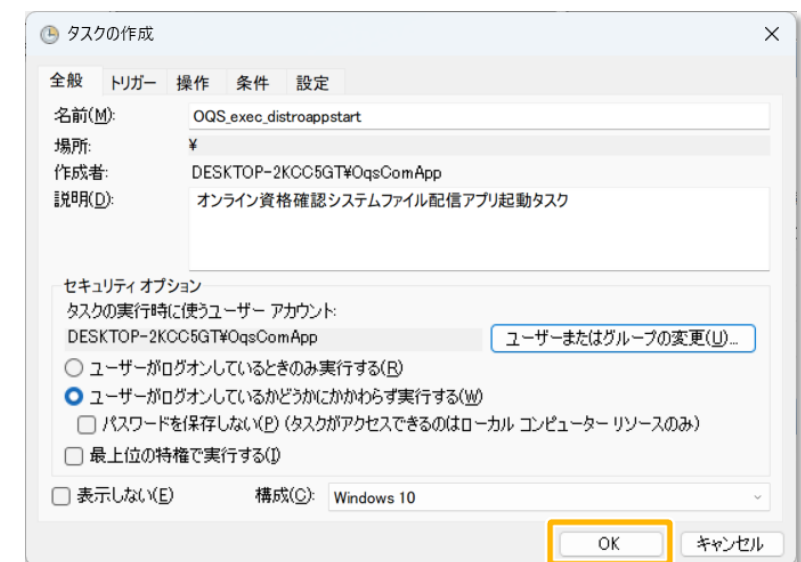 タスクの作成
全般 トリガー 操作 条件 設定
名前(M): OQS_exec_distroappstart
場所: ¥
作成者: DESKTOP-2KCC5GT¥OqsComApp
説明(D): オンライン資格確認システムファイル配信アプリ起動タスク
セキュリティ オプション
タスクの実行時に使うユーザー アカウント:
DESKTOP-2KCC5GT¥OqsComApp ユーザーまたはグループの変更(U)...
ユーザーがログオンしているときのみ実行する(R)
ユーザーがログオンしているかどうかにかかわらず実行する(W)
パスワードを保存しない(P) (タスクがアクセスできるのはローカル コンピューター リソースのみ)
最上位の特権で実行する(I)
表示しない(E) 構成(C): Windows 10
OK キャンセル